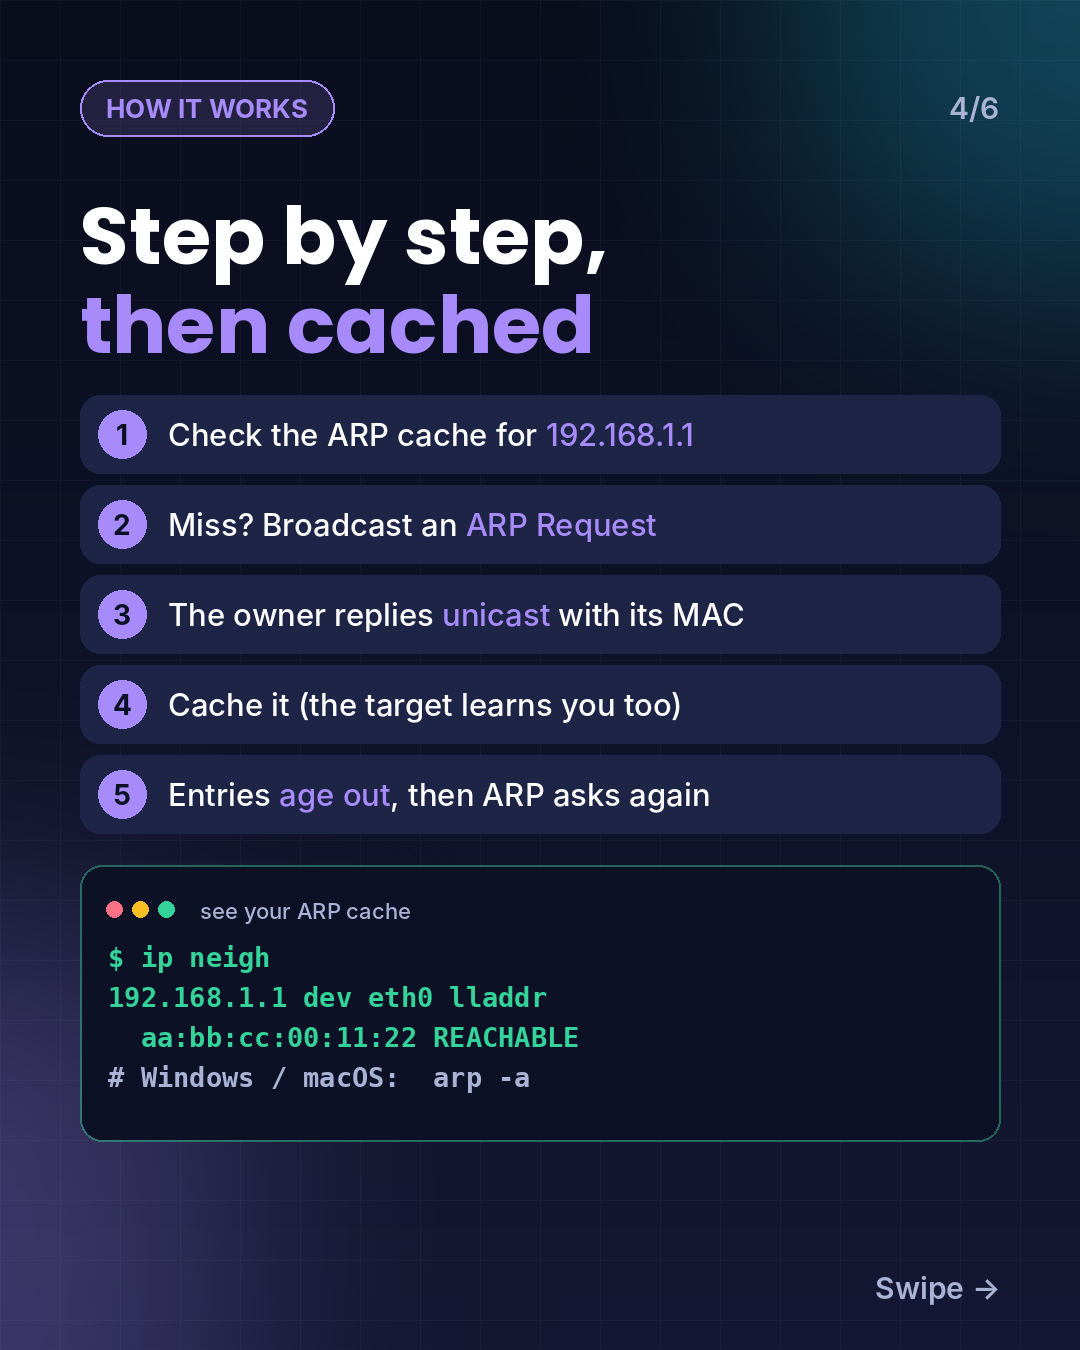 HOW IT WORKS
4/6
Step by step,
then cached
1 Check the ARP cache for 192.168.1.1
2 Miss? Broadcast an ARP Request
3 The owner replies unicast with its MAC
4 Cache it (the target learns you too)
5 Entries age out, then ARP asks again
see your ARP cache
$ ip neigh
192.168.1.1 dev eth0 lladdr
  aa:bb:cc:00:11:22 REACHABLE
# Windows / macOS:  arp -a
Swipe →